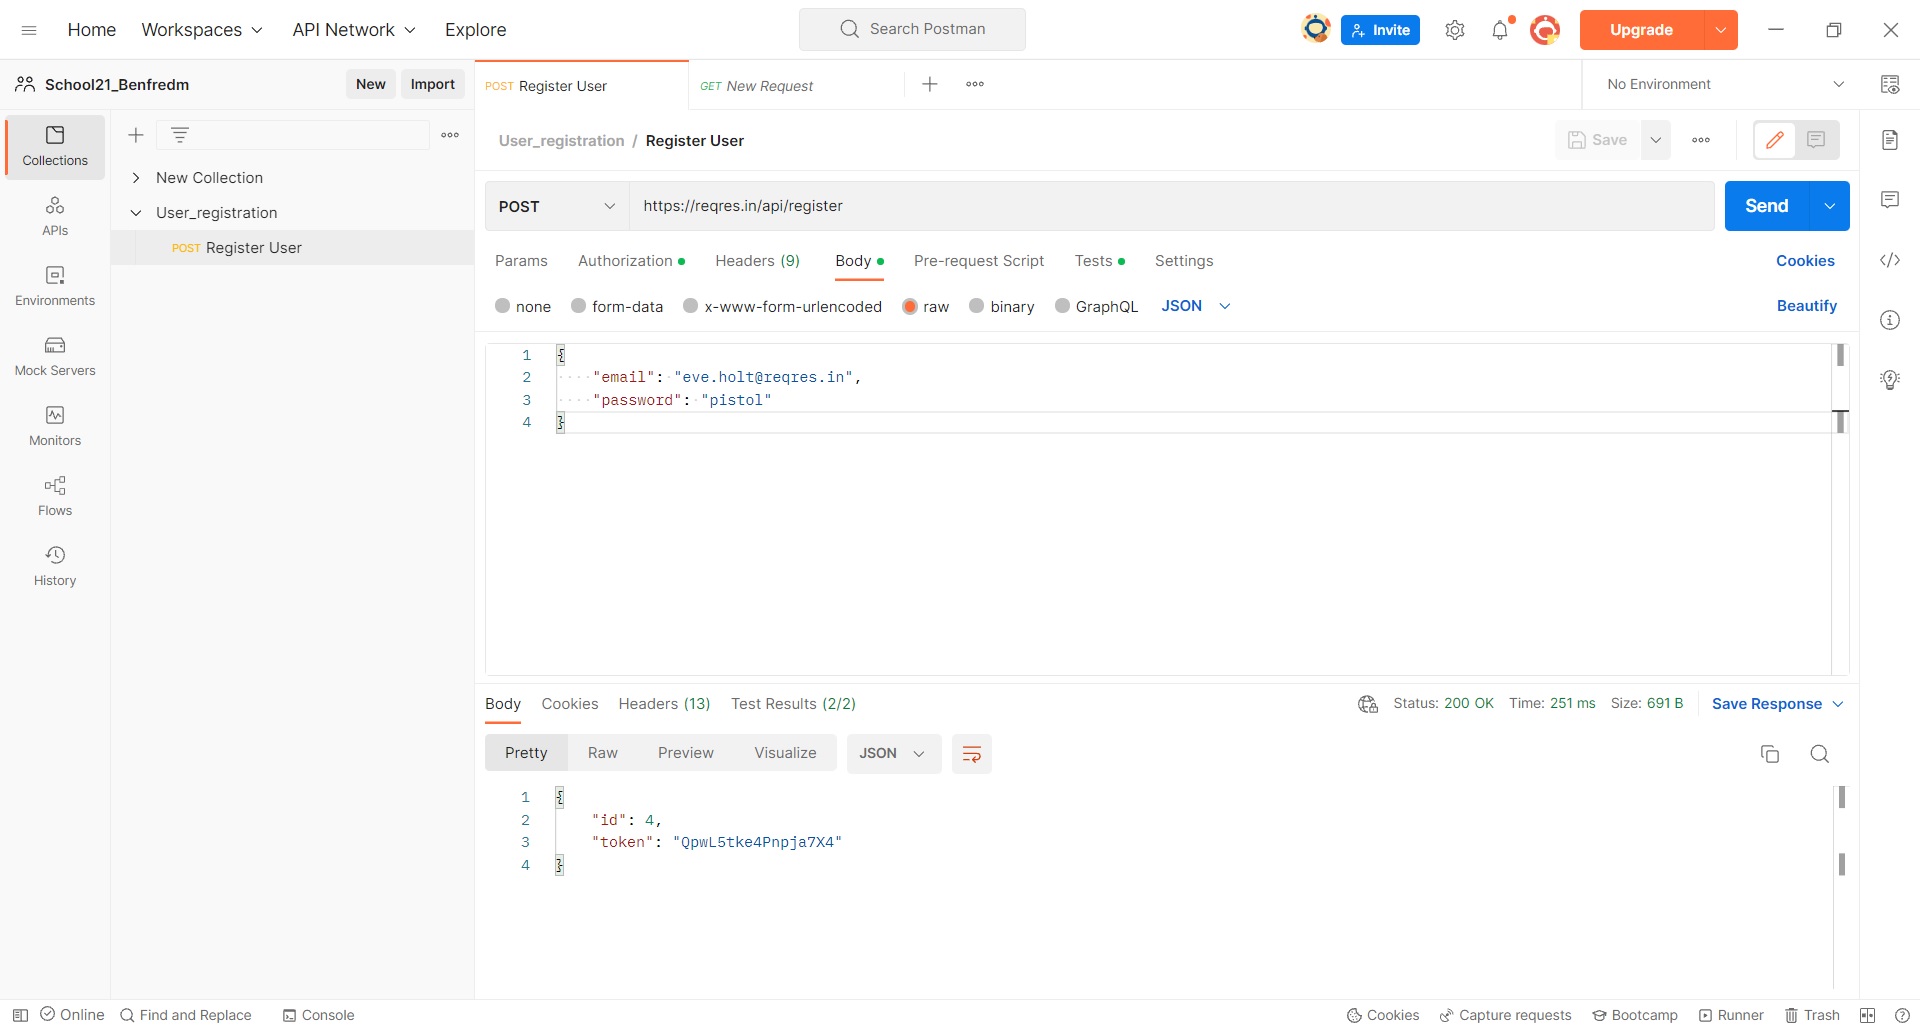 Home Workspaces API Network Explore Search Postman Invite Upgrade
School21_Benfredm New Import POST Register User GET New Request No Environment
Collections
APIs
Environments
Mock Servers
Monitors
Flows
History
New Collection
User_registration
POST Register User
User_registration / Register User Save
POST https://reqres.in/api/register Send
Params Authorization Headers (9) Body Pre-request Script Tests Settings Cookies
none form-data x-www-form-urlencoded raw binary GraphQL JSON Beautify
1 {
2 "email": "eve.holt@reqres.in",
3 "password": "pistol"
4 }
Body Cookies Headers (13) Test Results (2/2) Status: 200 OK Time: 251 ms Size: 691 B Save Response
Pretty Raw Preview Visualize JSON
1 {
2 "id": 4,
3 "token": "QpwL5tke4Pnpja7X4"
4 }
Online Find and Replace Console Cookies Capture requests Bootcamp Runner Trash